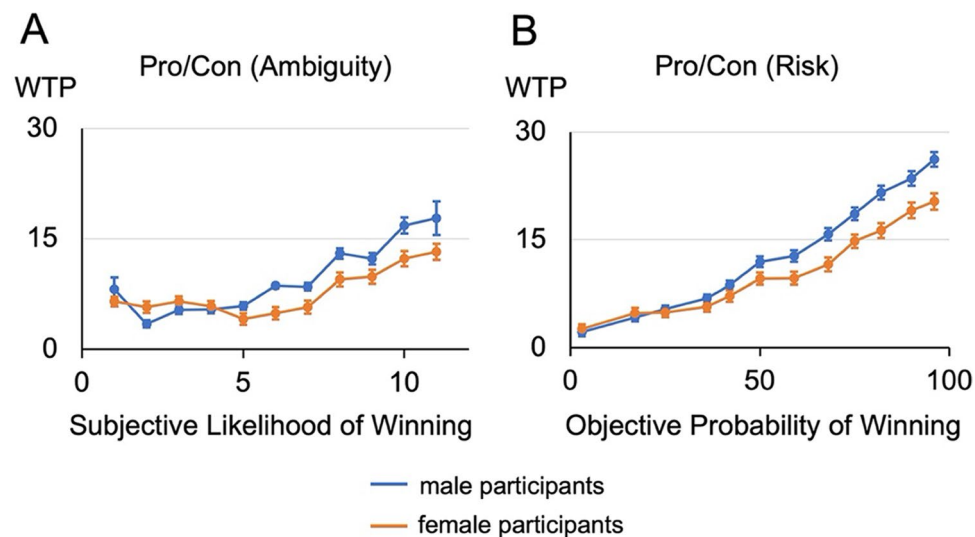 A
Pro/Con (Ambiguity)
WTP
30
15
0
0 5 10
Subjective Likelihood of Winning
B
Pro/Con (Risk)
WTP
30
15
0
0 50 100
Objective Probability of Winning
male participants
female participants